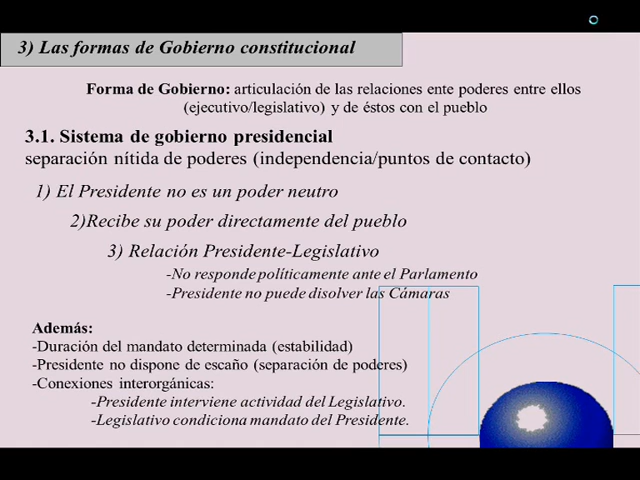 3) Las formas de Gobierno constitucional
Forma de Gobierno: articulación de las relaciones ente poderes entre ellos
(ejecutivo/legislativo) y de éstos con el pueblo
3.1. Sistema de gobierno presidencial
separación nítida de poderes (independencia/puntos de contacto)
1) El Presidente no es un poder neutro
2)Recibe su poder directamente del pueblo
3) Relación Presidente-Legislativo
-No responde políticamente ante el Parlamento
-Presidente no puede disolver las Cámaras
Además:
-Duración del mandato determinada (estabilidad)
-Presidente no dispone de escaño (separación de poderes)
-Conexiones interorgánicas:
-Presidente interviene actividad del Legislativo.
-Legislativo condiciona mandato del Presidente.